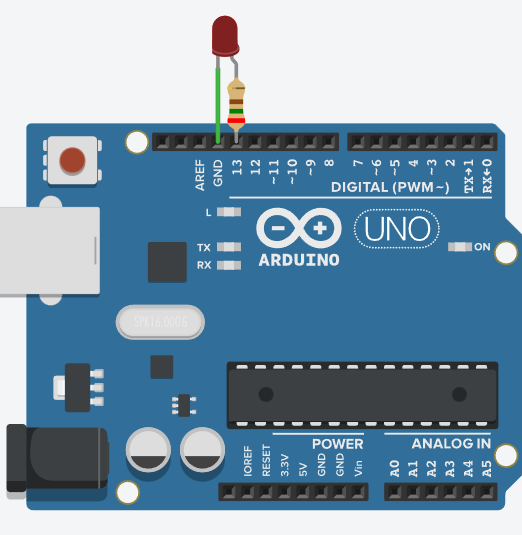 AREF
GND
13
12
~11
~10
~9
8
7
~6
~5
4
~3
2
TX→1
RX←0
DIGITAL (PWM~)
L
TX
RX
ARDUINO
UNO
ON
SPK16.000G
POWER
ANALOG IN
IOREF
RESET
3.3V
5V
GND
GND
Vin
A0
A1
A2
A3
A4
A5